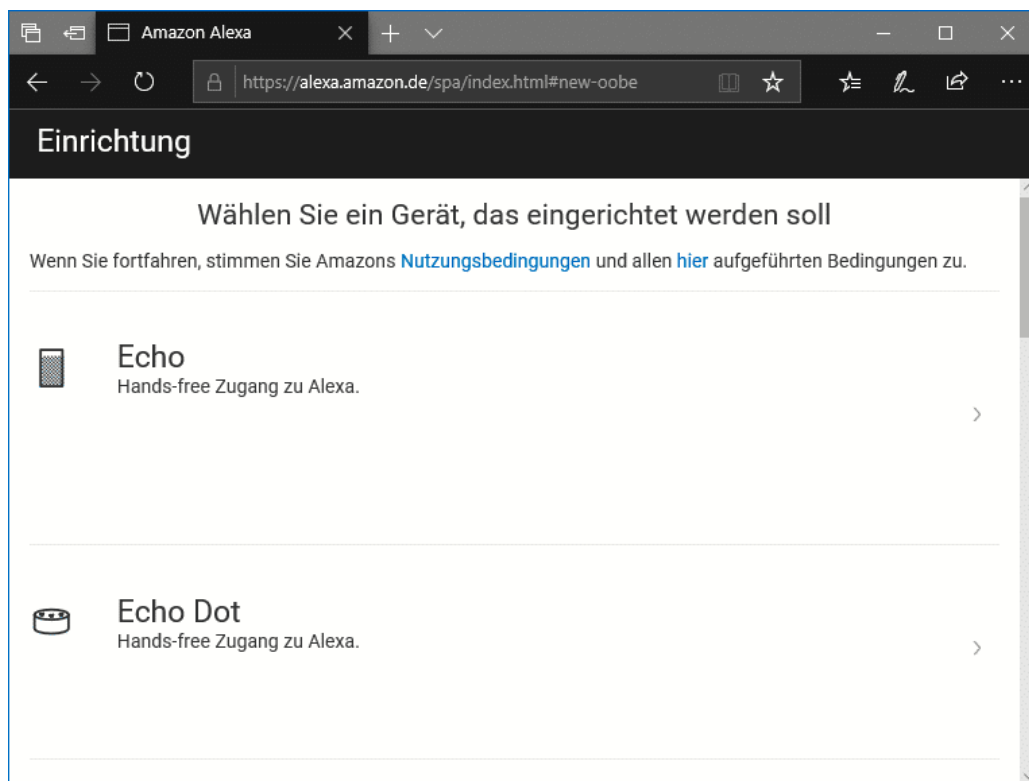 Amazon Alexa
https://alexa.amazon.de/spa/index.html#new-oobe
Einrichtung
Wählen Sie ein Gerät, das eingerichtet werden soll
Wenn Sie fortfahren, stimmen Sie Amazons Nutzungsbedingungen und allen hier aufgeführten Bedingungen zu.
Echo
Hands-free Zugang zu Alexa.
Echo Dot
Hands-free Zugang zu Alexa.